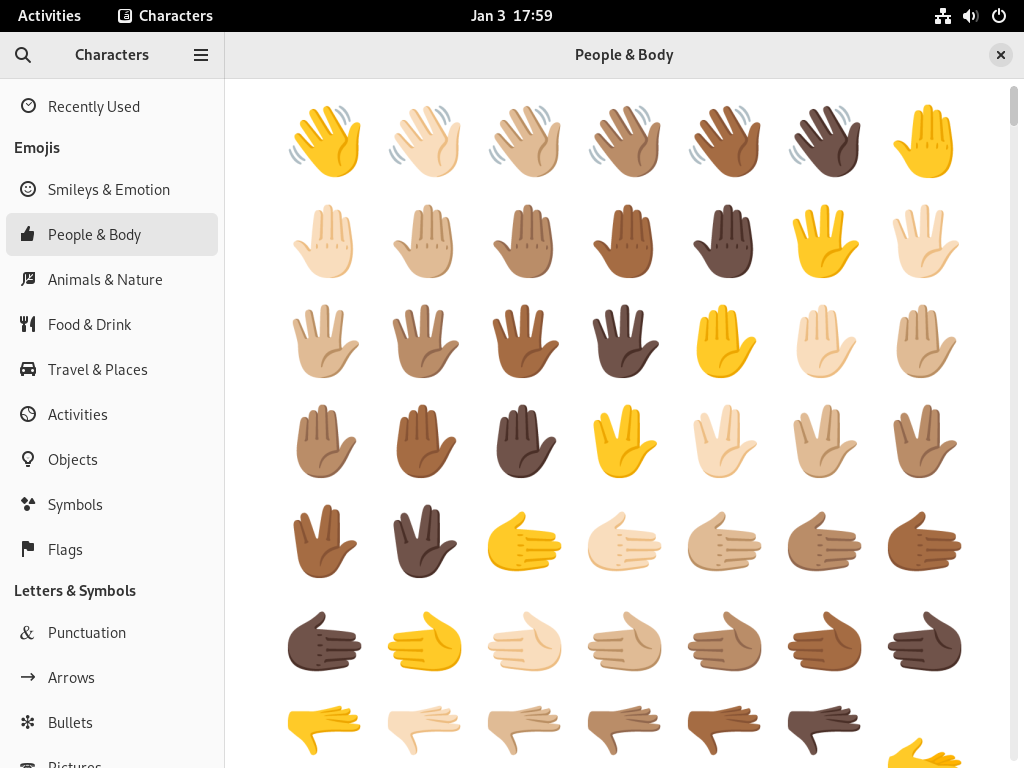 Activities
Characters
Jan 3 17:59
Characters
People & Body
Recently Used
Emojis
Smileys & Emotion
People & Body
Animals & Nature
Food & Drink
Travel & Places
Activities
Objects
Symbols
Flags
Letters & Symbols
& Punctuation
Arrows
Bullets
Pictures